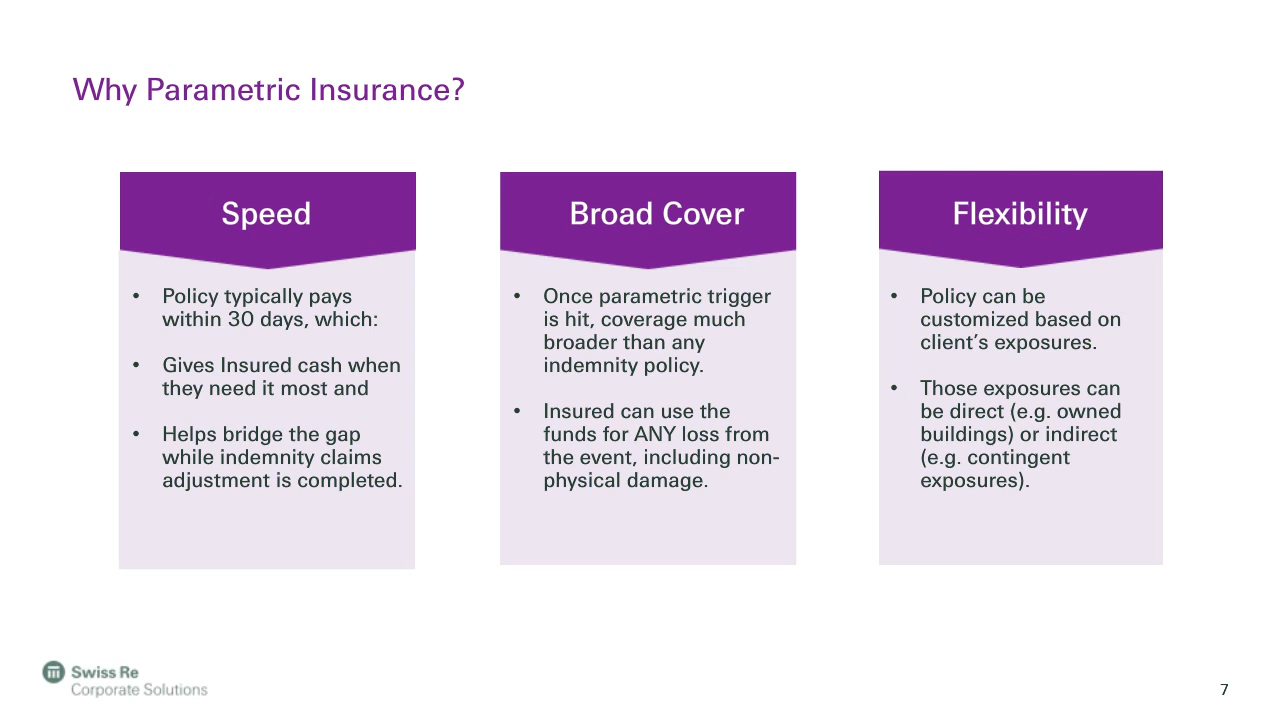 Why Parametric Insurance?
Speed
• Policy typically pays
within 30 days, which:
• Gives Insured cash when
they need it most and
• Helps bridge the gap
while indemnity claims
adjustment is completed.
Broad Cover
• Once parametric trigger
is hit, coverage much
broader than any
indemnity policy.
• Insured can use the
funds for ANY loss from
the event, including non-
physical damage.
Flexibility
• Policy can be
customized based on
client’s exposures.
• Those exposures can
be direct (e.g. owned
buildings) or indirect
(e.g. contingent
exposures).
Swiss Re
Corporate Solutions
7